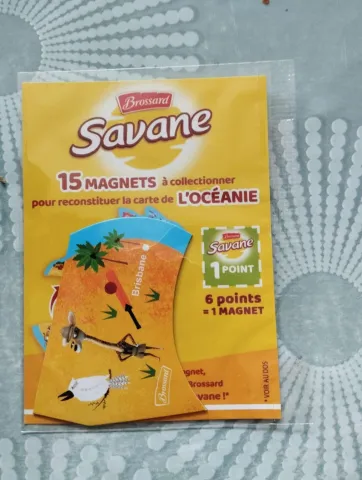 Brossard
Savane
15 MAGNETS à collectionner
pour reconstituer la carte de L'OCÉANIE
Brossard
Savane
1 POINT
6 points
= 1 MAGNET
Brisbane
Brossard
gnet,
Brossard
vane !*
* VOIR AU DOS